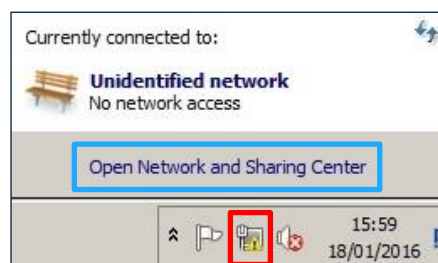 Currently connected to:
Unidentified network
No network access
Open Network and Sharing Center
15:59
18/01/2016